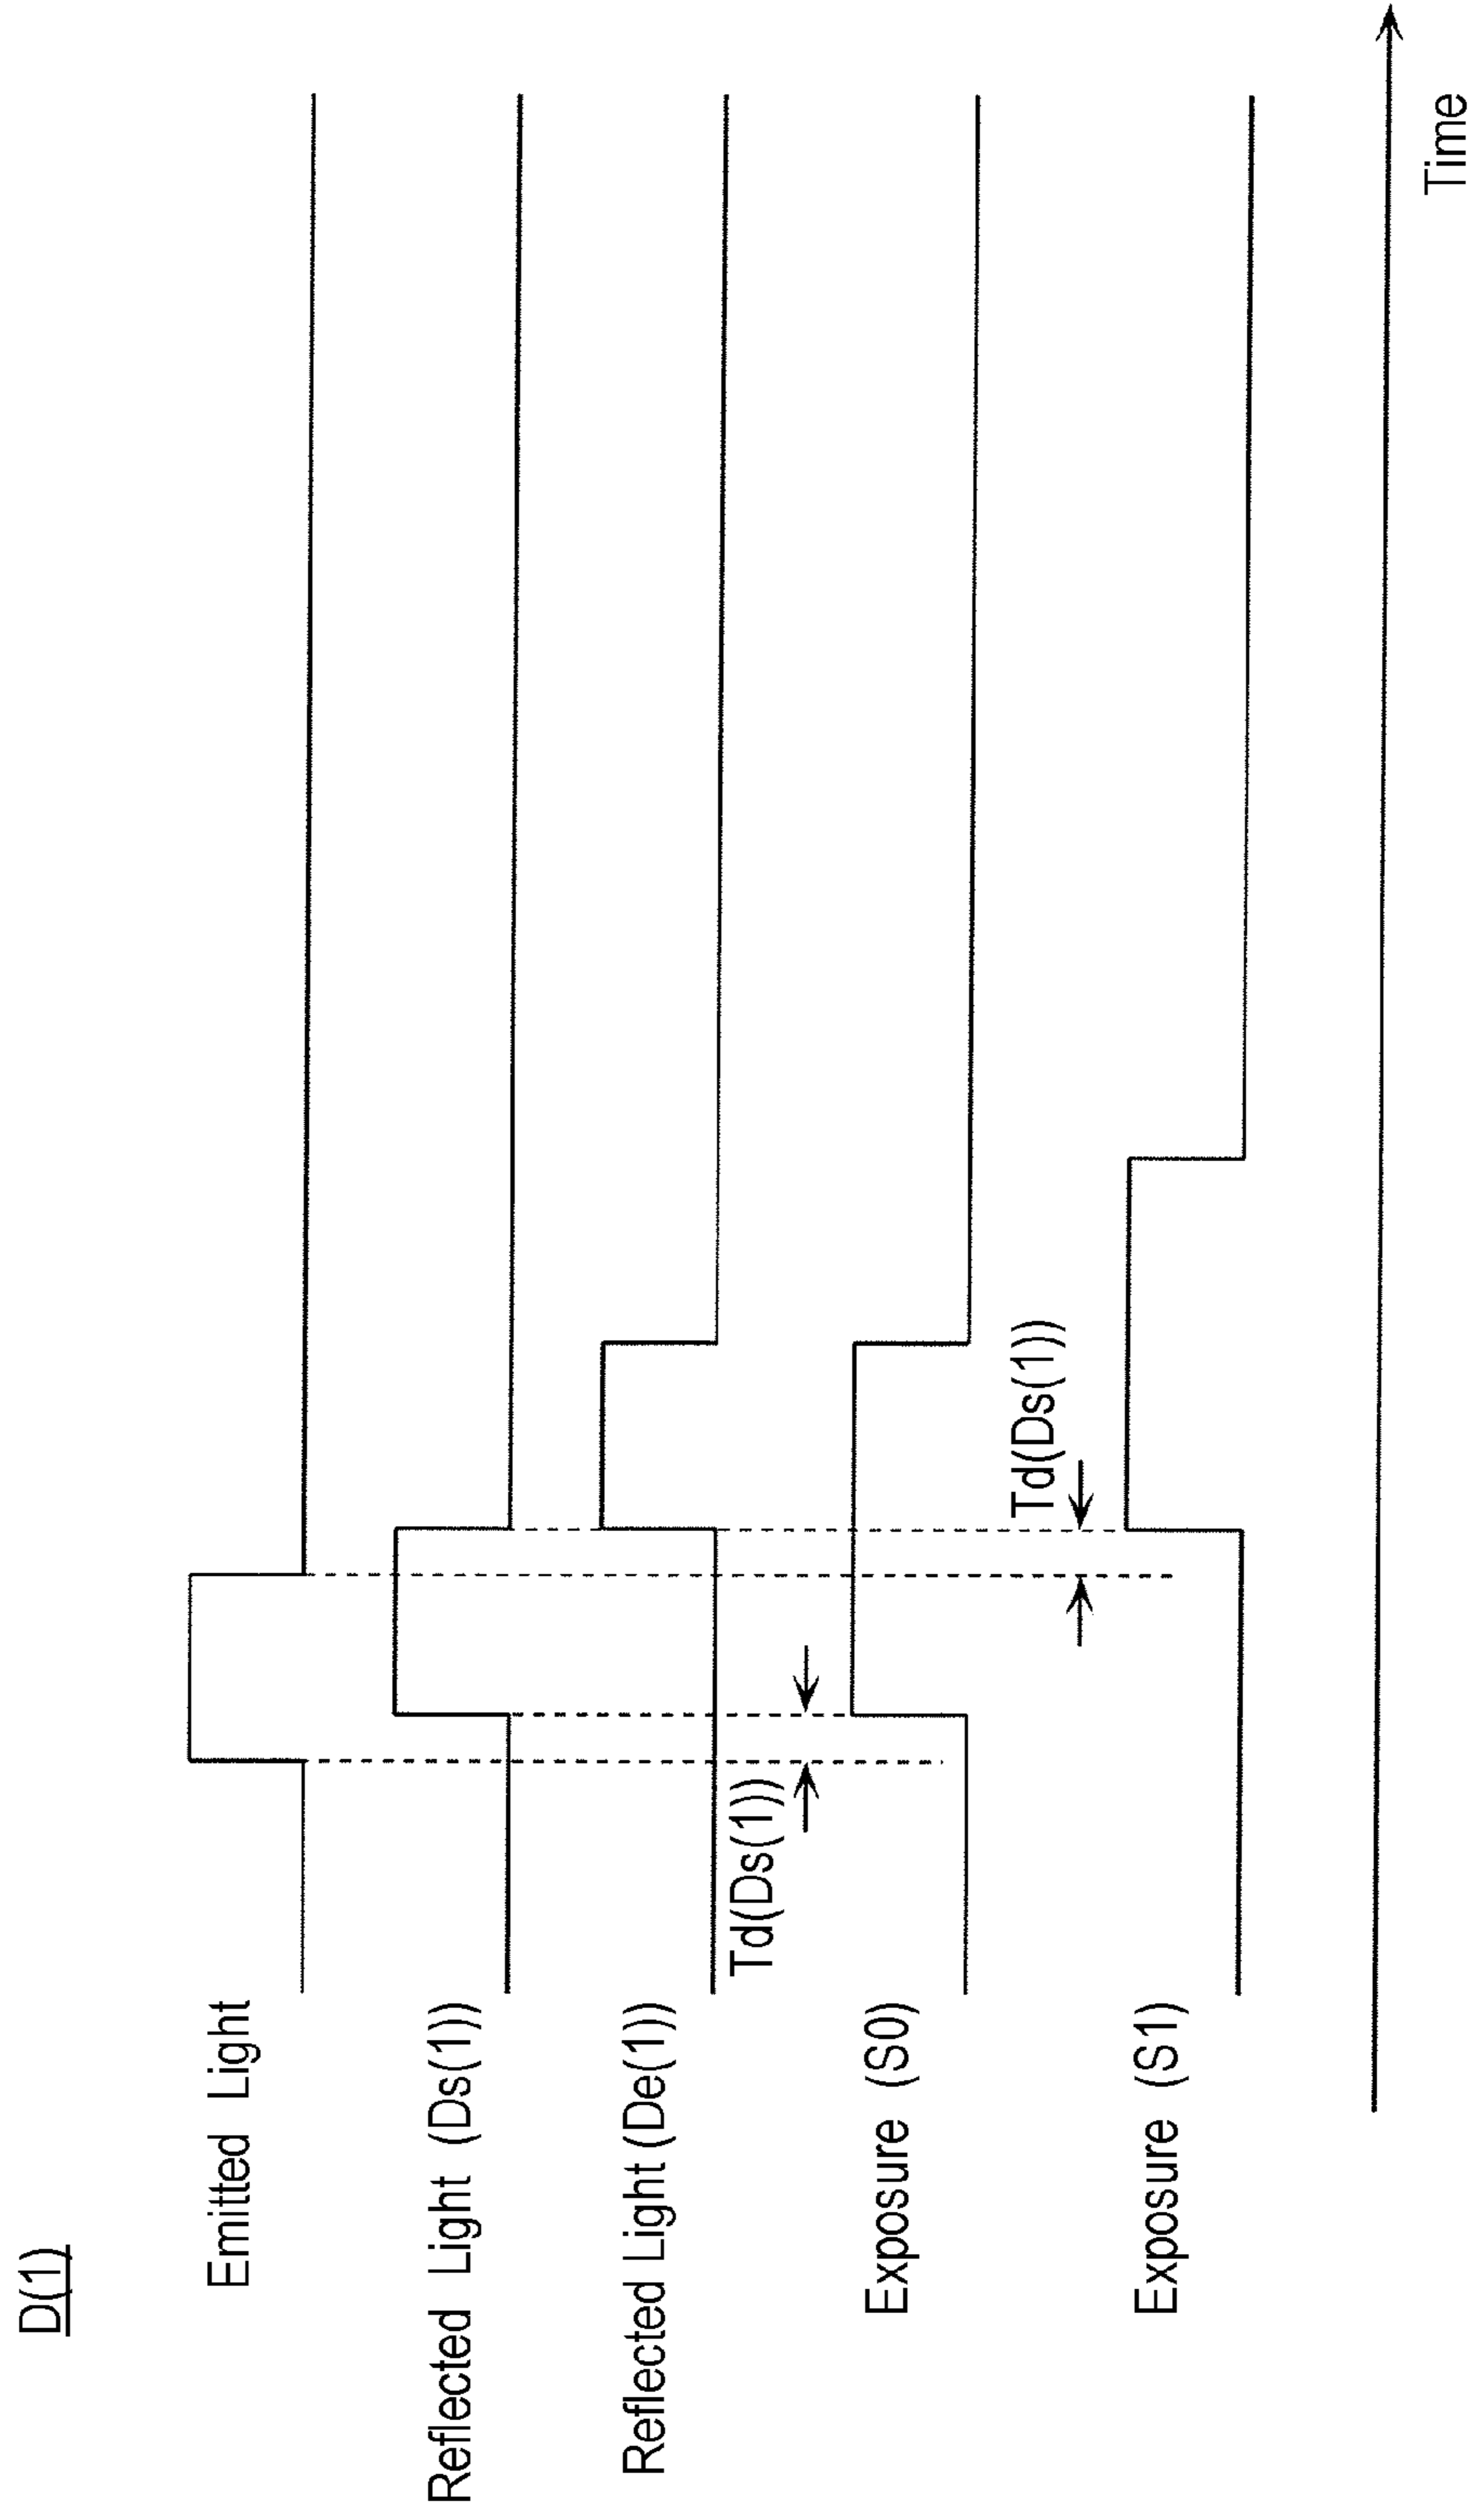 D(1)
Emitted Light
Reflected Light (Ds(1))
Reflected Light (De(1))
Td(Ds(1))
Exposure (S0)
Td(Ds(1))
Exposure (S1)
Time